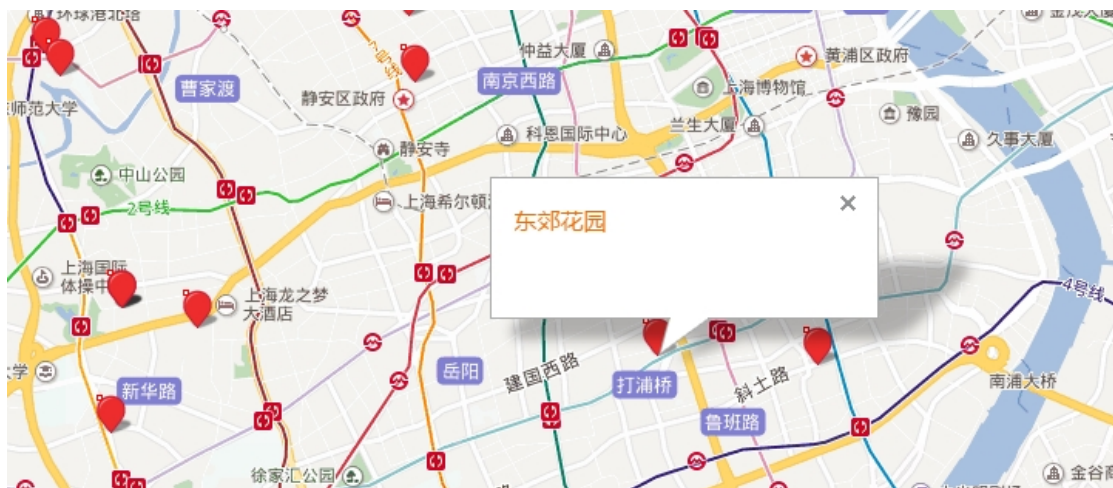 环球港北塔
仲益大厦
黄浦区政府
7号线
曹家渡
南京西路
静安区政府
上海博物馆
师范大学
豫园
科恩国际中心
兰生大厦
久事大厦
静安寺
中山公园
2号线
上海希尔顿
东郊花园
×
上海国际
体操中
上海龙之梦
大酒店
4号线
岳阳
建国西路
打浦桥
斜土路
南浦大桥
新华路
鲁班路
徐家汇公园
金谷商